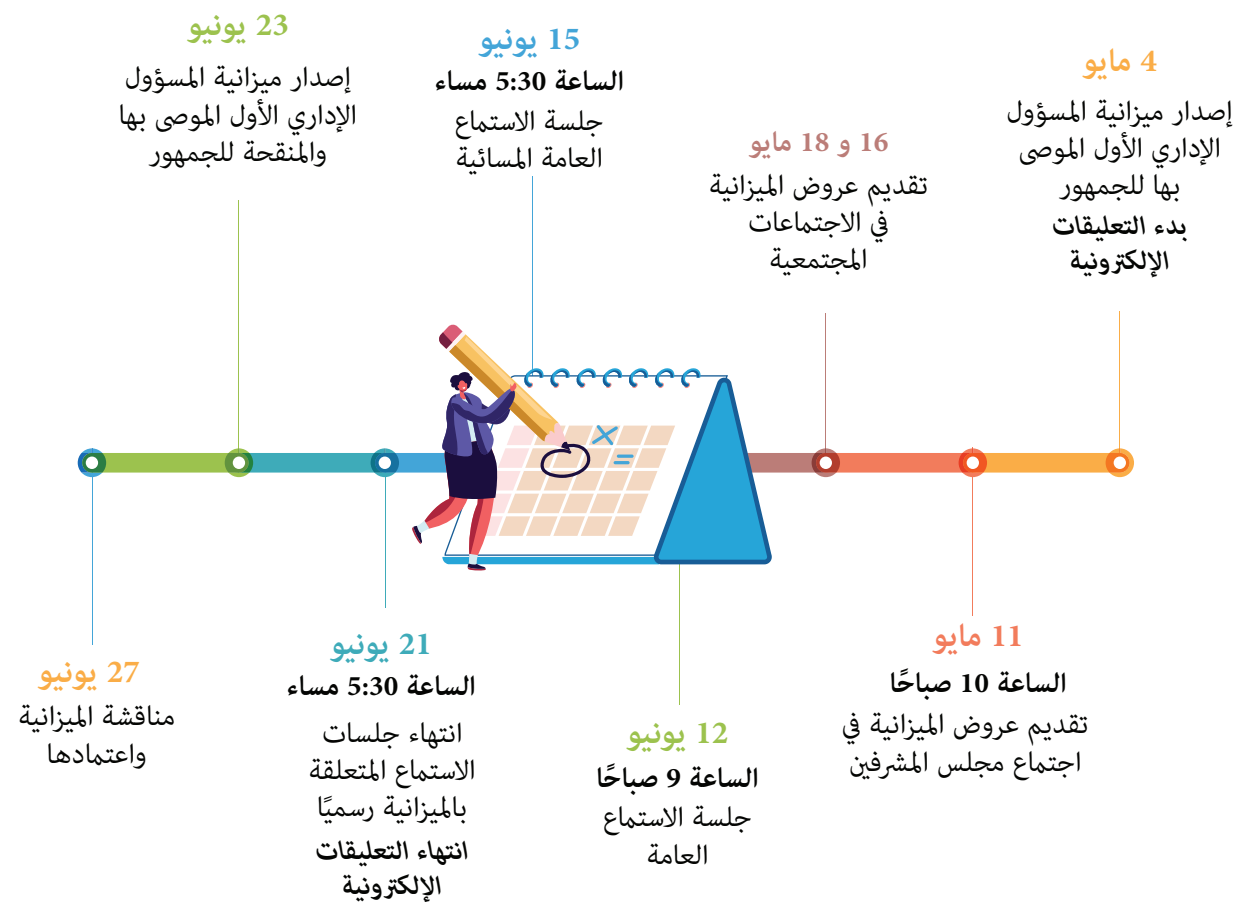 4 مايو
إصدار ميزانية المسؤول
الإداري الأول الموصى
بها للجمهور
بدء التعليقات
الإلكترونية
11 مايو
الساعة 10 صباحًا
تقديم عروض الميزانية في
اجتماع مجلس المشرفين
16 و 18 مايو
تقديم عروض الميزانية
في الاجتماعات
المجتمعية
12 يونيو
الساعة 9 صباحًا
جلسة الاستماع
العامة
15 يونيو
الساعة 5:30 مساء
جلسة الاستماع
العامة المسائية
21 يونيو
الساعة 5:30 مساء
انتهاء جلسات
الاستماع المتعلقة
بالميزانية رسميًا
انتهاء التعليقات
الإلكترونية
23 يونيو
إصدار ميزانية المسؤول
الإداري الأول الموصى بها
والمنقحة للجمهور
27 يونيو
مناقشة الميزانية
واعتمادها